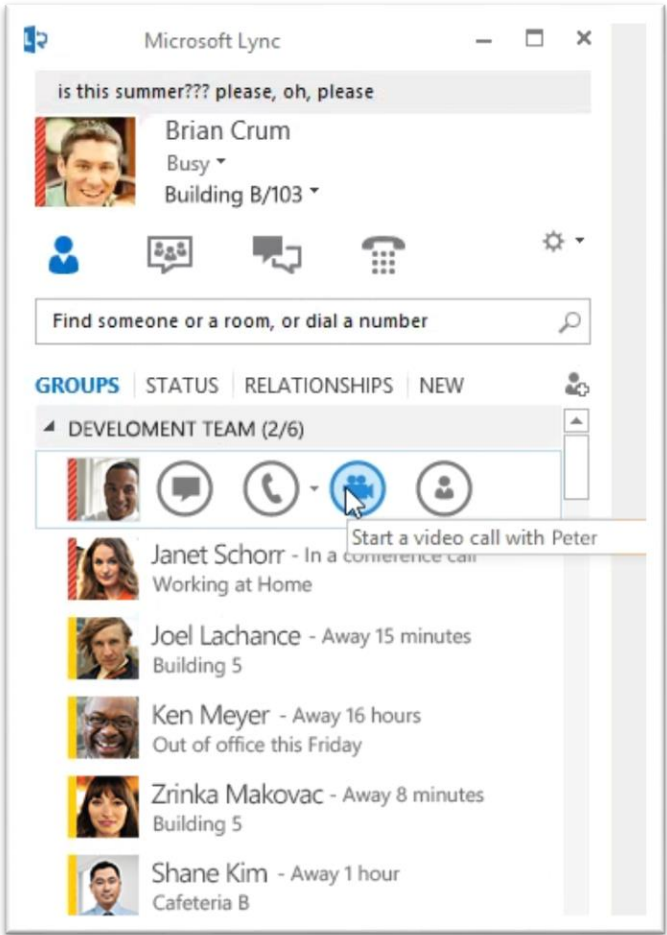 Microsoft Lync
is this summer??? please, oh, please
Brian Crum
Busy
Building B/103
Find someone or a room, or dial a number
GROUPS STATUS RELATIONSHIPS NEW
DEVELOMENT TEAM (2/6)
Start a video call with Peter
Janet Schorr - In a conference call
Working at Home
Joel Lachance - Away 15 minutes
Building 5
Ken Meyer - Away 16 hours
Out of office this Friday
Zrinka Makovac - Away 8 minutes
Building 5
Shane Kim - Away 1 hour
Cafeteria B